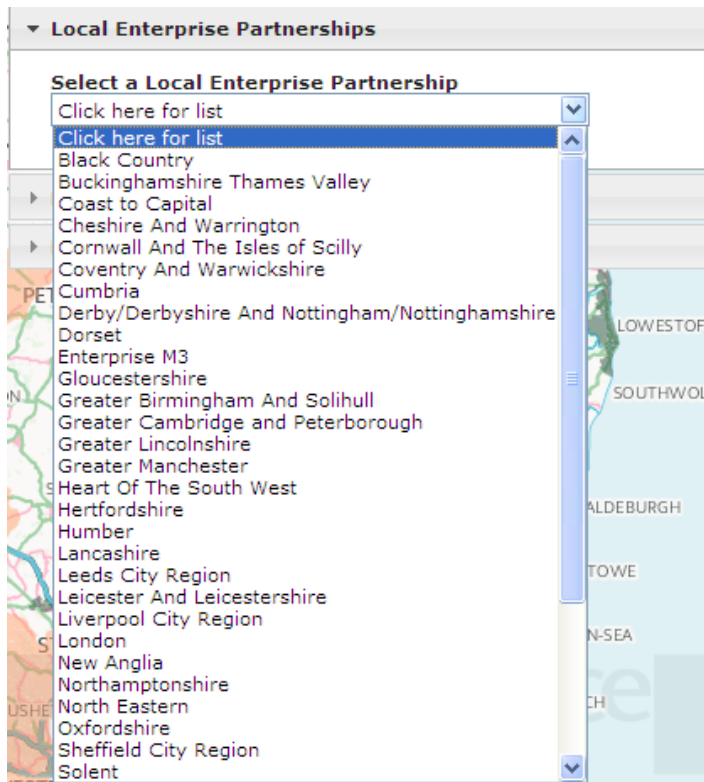 Local Enterprise Partnerships
Select a Local Enterprise Partnership
Click here for list
Click here for list
Black Country
Buckinghamshire Thames Valley
Coast to Capital
Cheshire And Warrington
Cornwall And The Isles of Scilly
Coventry And Warwickshire
Cumbria
Derby/Derbyshire And Nottingham/Nottinghamshire
Dorset
Enterprise M3
Gloucestershire
Greater Birmingham And Solihull
Greater Cambridge and Peterborough
Greater Lincolnshire
Greater Manchester
Heart Of The South West
Hertfordshire
Humber
Lancashire
Leeds City Region
Leicester And Leicestershire
Liverpool City Region
London
New Anglia
Northamptonshire
North Eastern
Oxfordshire
Sheffield City Region
Solent
PET
LOWESTOF
SOUTHWOL
ALDEBURGH
TOWE
N-SEA
CH
USHE
ce